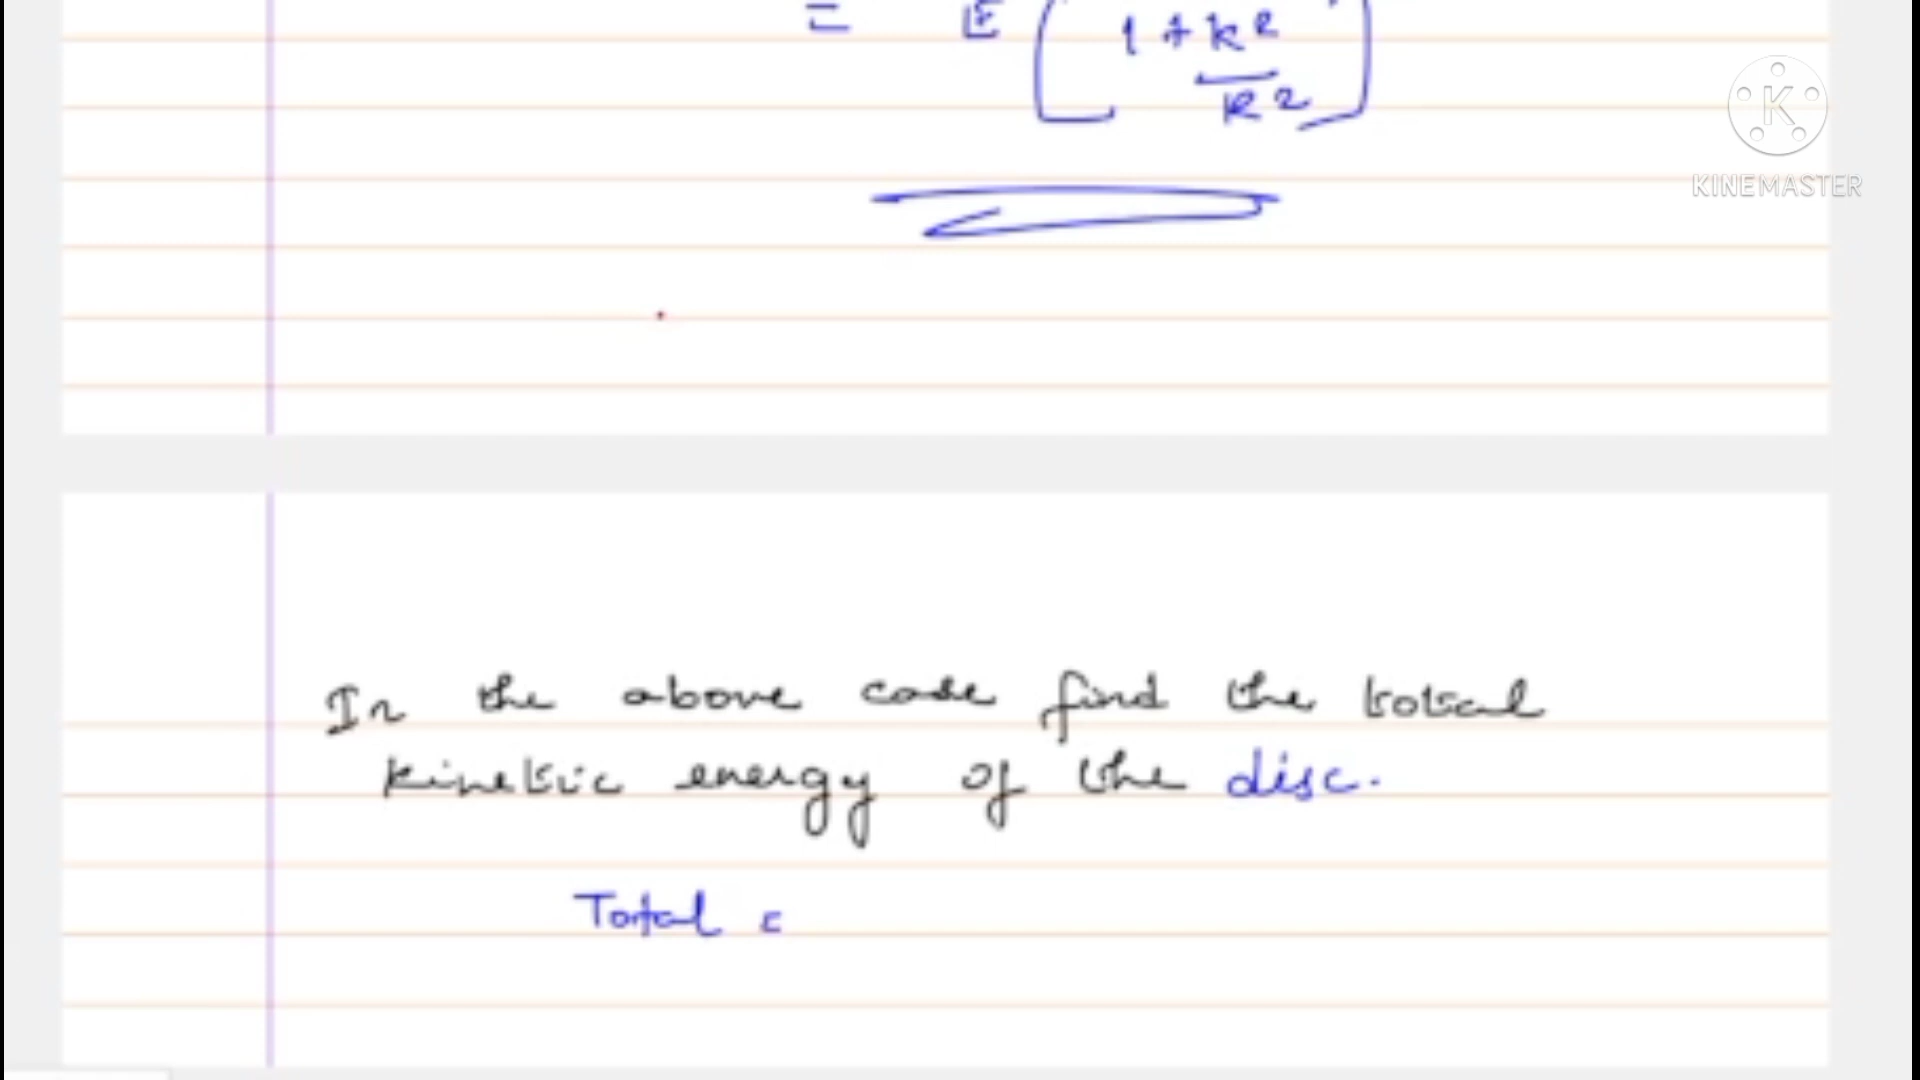 = E
1 + k²
R²
K
KINEMASTER
In the above case find the total
kinetic energy of the disc.
Total